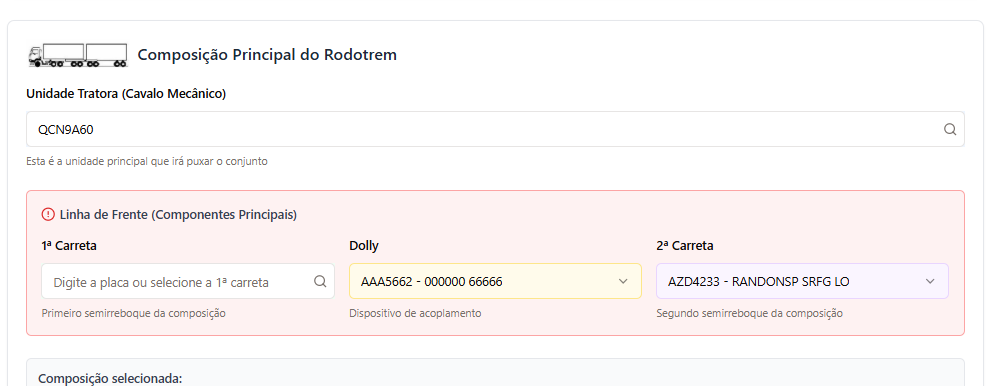 Composição Principal do Rodotrem
Unidade Tratora (Cavalo Mecânico)
QCN9A60
Esta é a unidade principal que irá puxar o conjunto
Linha de Frente (Componentes Principais)
1ª Carreta
Dolly
2ª Carreta
Digite a placa ou selecione a 1ª carreta
AAA5662 - 000000 66666
AZD4233 - RANDONSP SRFG LO
Primeiro semirreboque da composição
Dispositivo de acoplamento
Segundo semirreboque da composição
Composição selecionada: